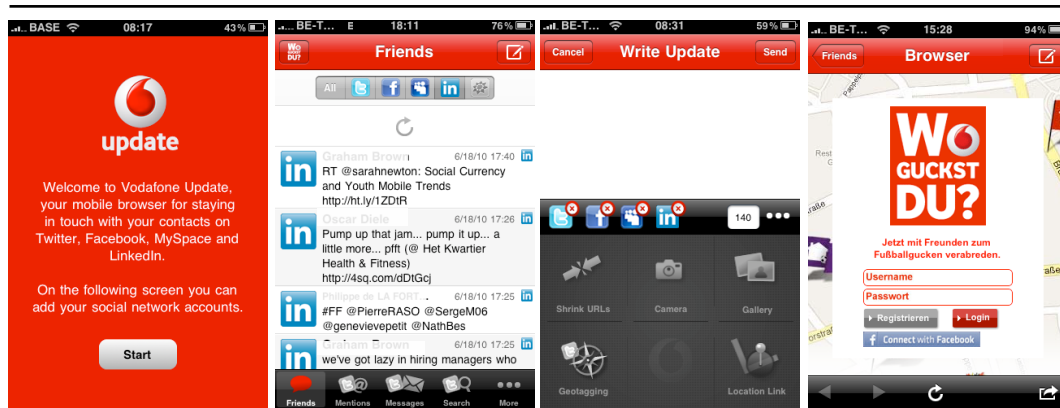 BASE 08:17 43%
update
Welcome to Vodafone Update,
your mobile browser for staying
in touch with your contacts on
Twitter, Facebook, MySpace and
LinkedIn.
On the following screen you can
add your social network accounts.
Start
BE-T... E 18:11 76%
Wo
GUCKST
DU?
Friends
All
Graham Brown 6/18/10 17:40
RT @sarahnewton: Social Currency
and Youth Mobile Trends
http://ht.ly/1ZDtR
Oscar Diele 6/18/10 17:26
Pump up that jam... pump it up... a
little more... pfft (@ Het Kwartier
Health & Fitness)
http://4sq.com/dDtGcj
Philippe de LA FORT... 6/18/10 17:25
#FF @PierreRASO @SergeM06
@genevievepetit @NathBes
Graham Brown 6/18/10 17:25
we've got lazy in hiring managers who
Friends Mentions Messages Search More
BE-T... 08:31 59%
Cancel Write Update Send
140
Shrink URLs Camera Gallery
Geotagging Location Link
BE-T... 15:28 94%
Friends Browser
Wo
GUCKST
DU?
Jetzt mit Freunden zum
Fußballgucken verabreden.
Username
Passwort
Registrieren Login
Connect with Facebook